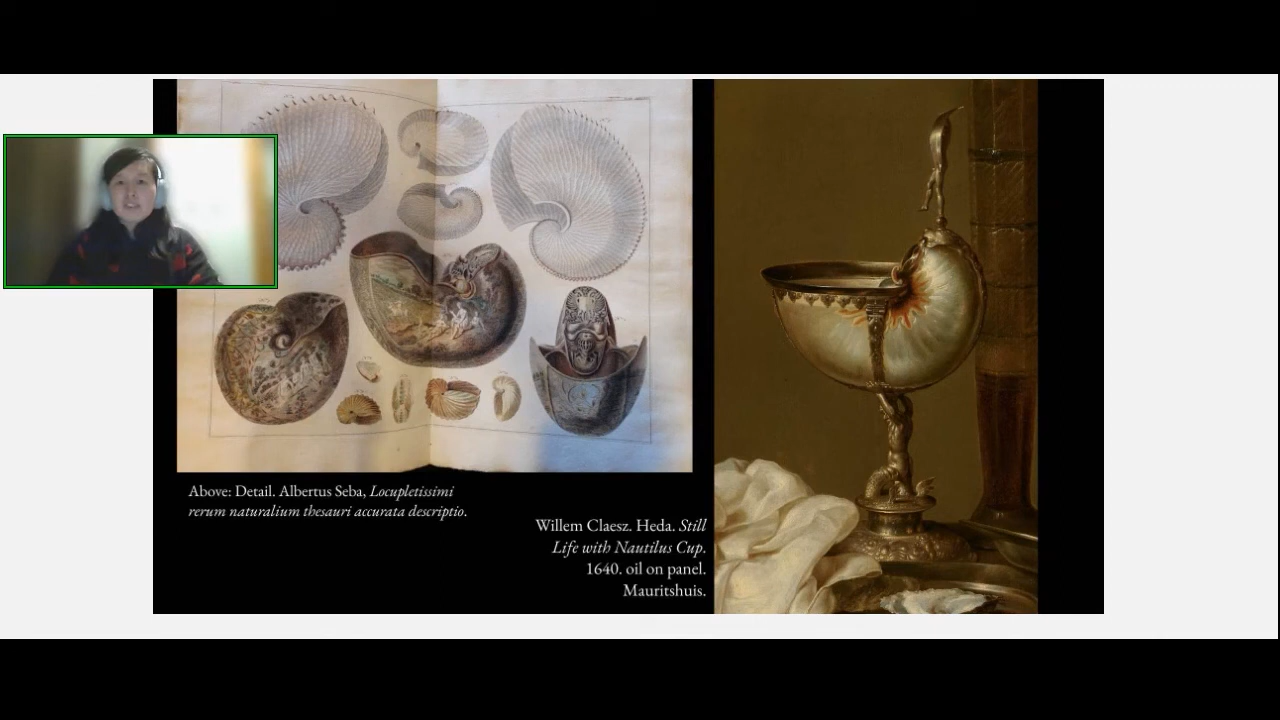 Above: Detail. Albertus Seba, Locupletissimi
rerum naturalium thesauri accurata descriptio.
Willem Claesz. Heda. Still
Life with Nautilus Cup.
1640. oil on panel.
Mauritshuis.